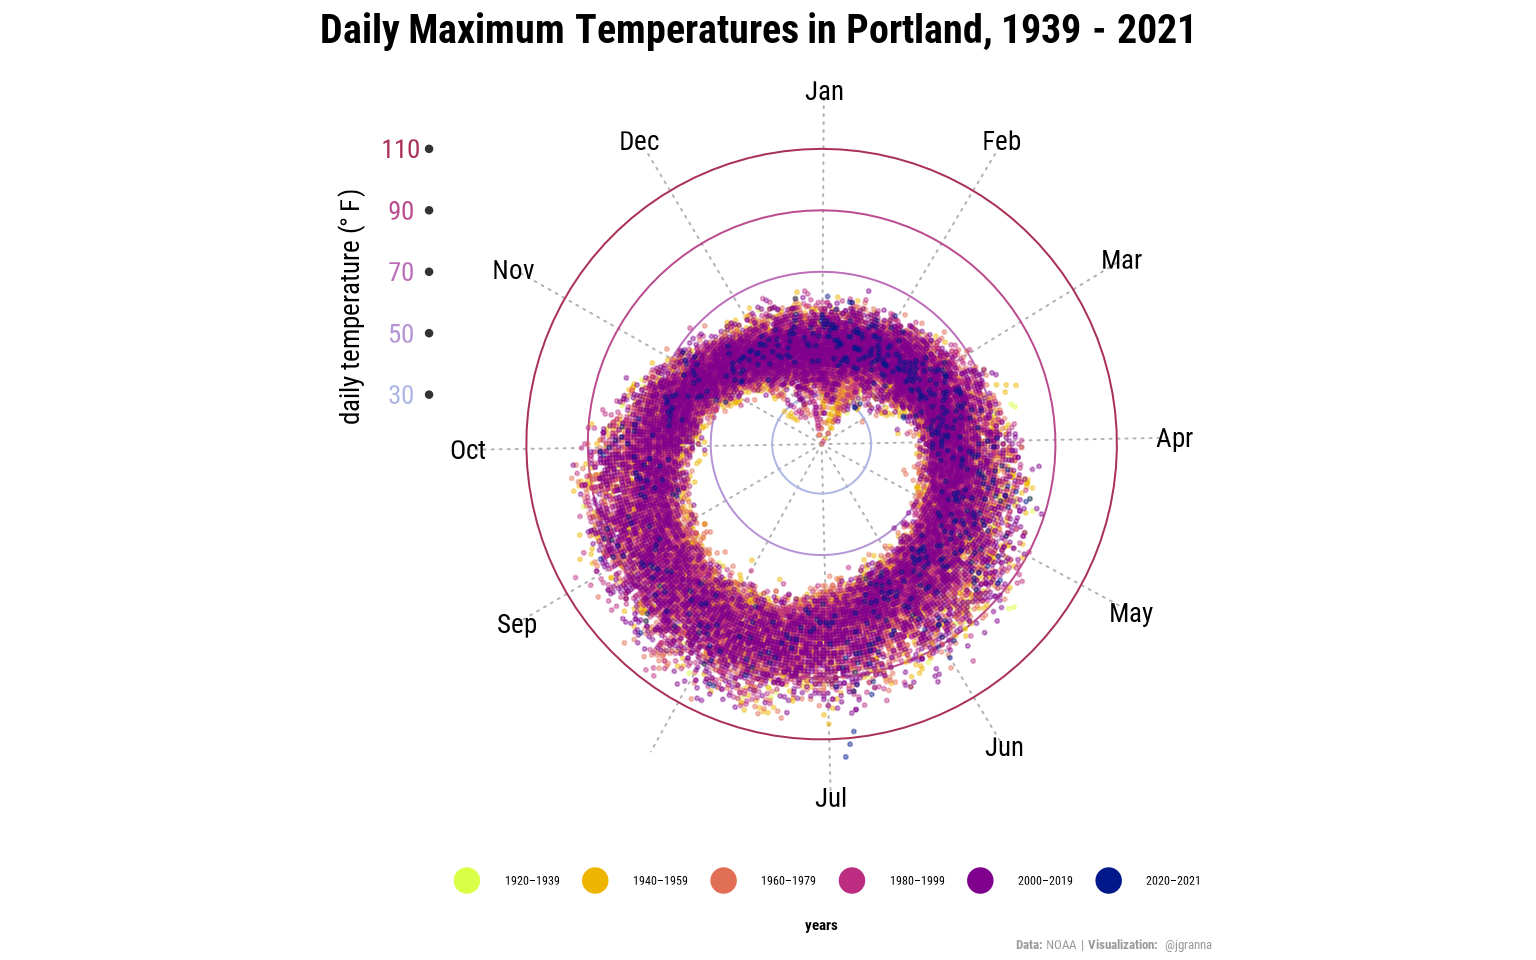 Daily Maximum Temperatures in Portland, 1939 - 2021
Jan
Dec
Feb
110
90
daily temperature (° F)
Nov
Mar
70
50
30
Oct
Apr
Sep
May
Jun
Jul
1920–1939
1940–1959
1960–1979
1980–1999
2000–2019
2020–2021
years
Data: NOAA | Visualization: @jgranna